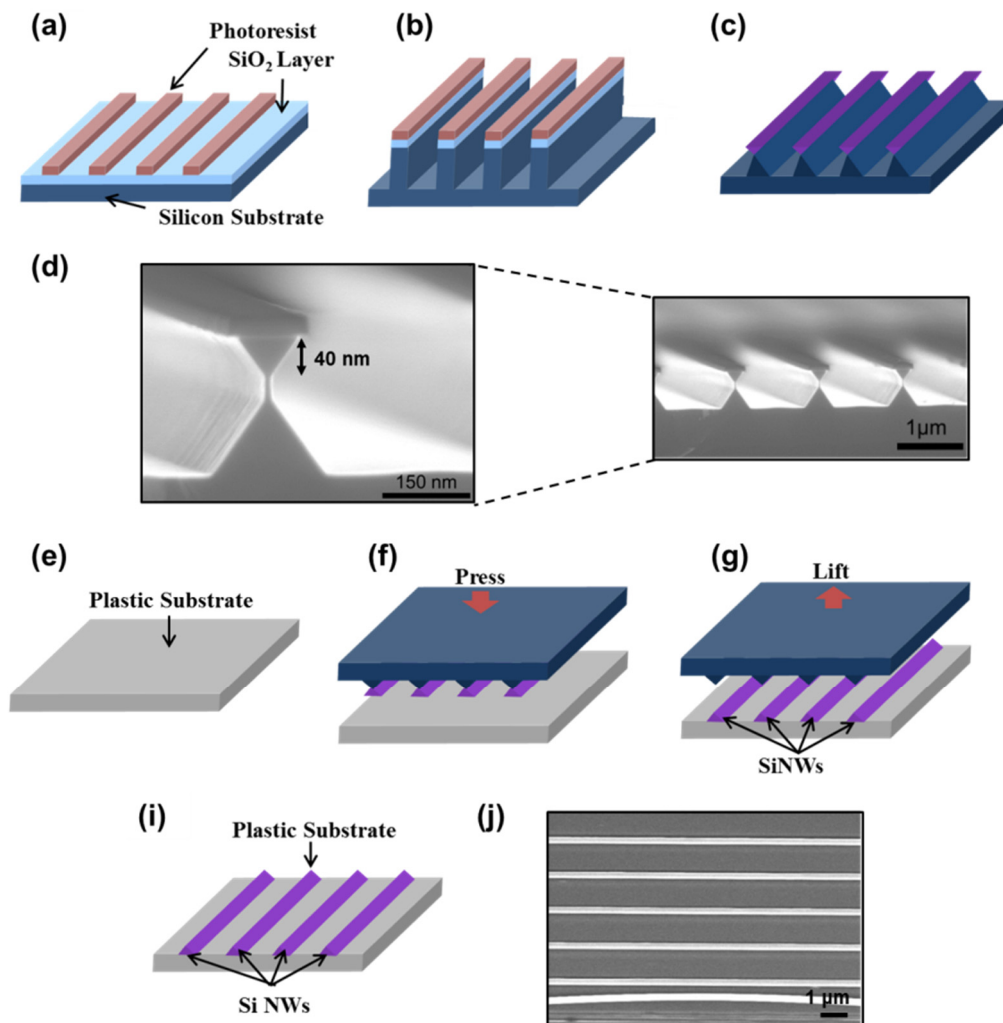 (a)
Photoresist
SiO₂ Layer
Silicon Substrate
(b)
(c)
(d)
40 nm
150 nm
1µm
(e)
Plastic Substrate
(f)
Press
(g)
Lift
SiNWs
(i)
Plastic Substrate
Si NWs
(j)
1 µm